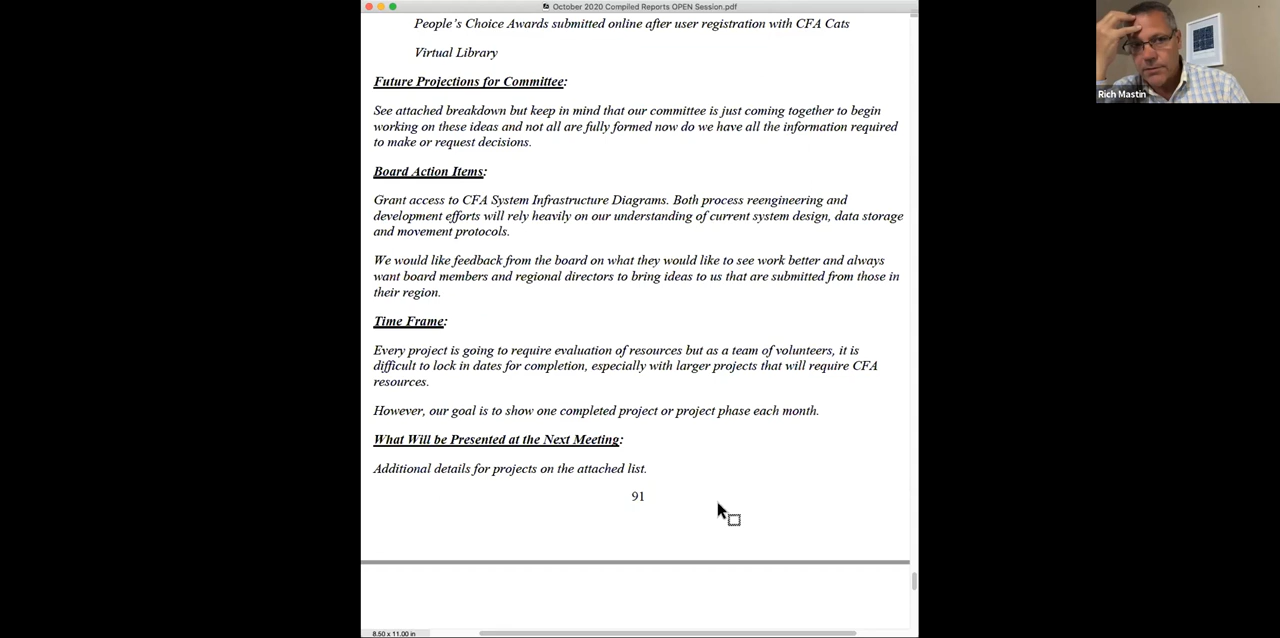 October 2020 Compiled Reports OPEN Session.pdf
People's Choice Awards submitted online after user registration with CFA Cats
Virtual Library
Future Projections for Committee:
See attached breakdown but keep in mind that our committee is just coming together to begin
working on these ideas and not all are fully formed now do we have all the information required
to make or request decisions.
Board Action Items:
Grant access to CFA System Infrastructure Diagrams. Both process reengineering and
development efforts will rely heavily on our understanding of current system design, data storage
and movement protocols.
We would like feedback from the board on what they would like to see work better and always
want board members and regional directors to bring ideas to us that are submitted from those in
their region.
Time Frame:
Every project is going to require evaluation of resources but as a team of volunteers, it is
difficult to lock in dates for completion, especially with larger projects that will require CFA
resources.
However, our goal is to show one completed project or project phase each month.
What Will be Presented at the Next Meeting:
Additional details for projects on the attached list.
91
8.50 x 11.00 in
Rich Mastin